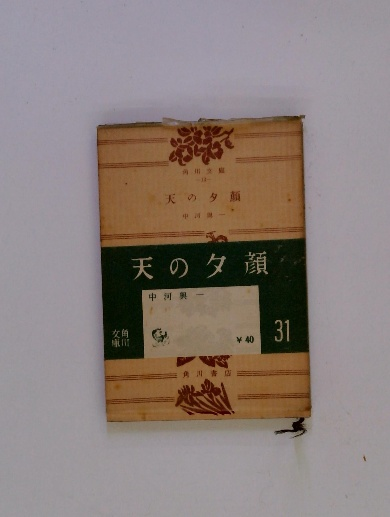 角川文庫
—31—
天の夕顔
中河與一
天の夕顔
中河與一
角川
文庫
¥40
31
角川書店